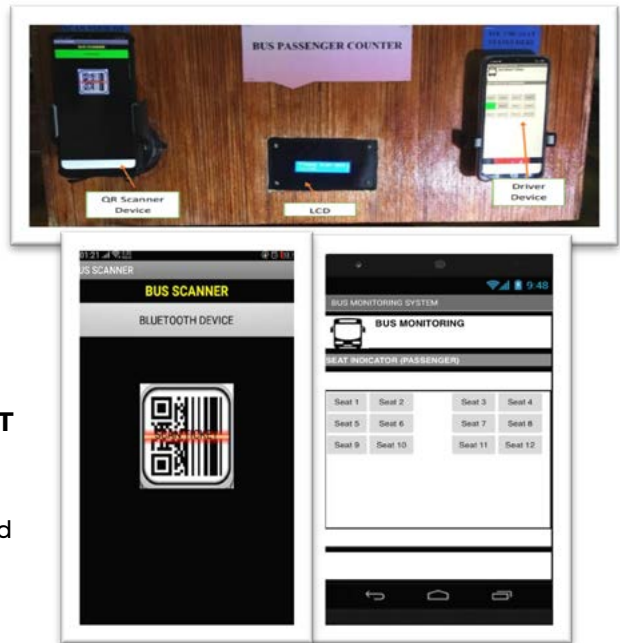 BUS PASSENGER COUNTER
QR Scanner
Device
LCD
Driver
Device
01:21
BUS SCANNER
BLUETOOTH DEVICE
9:48
BUS MONITORING SYSTEM
BUS MONITORING
SEAT INDICATOR (PASSENGER)
Seat 1 Seat 2 Seat 3 Seat 4
Seat 5 Seat 6 Seat 7 Seat 8
Seat 9 Seat 10 Seat 11 Seat 12
T
d